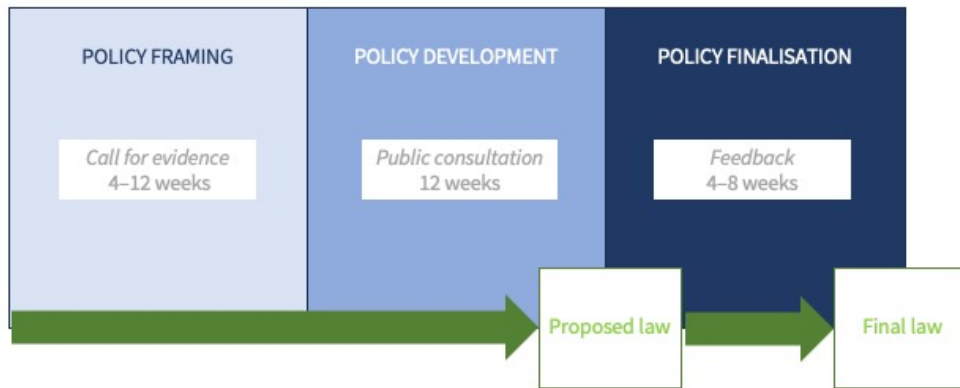 POLICY FRAMING
POLICY DEVELOPMENT
POLICY FINALISATION
Call for evidence
4–12 weeks
Public consultation
12 weeks
Feedback
4–8 weeks
Proposed law
Final law